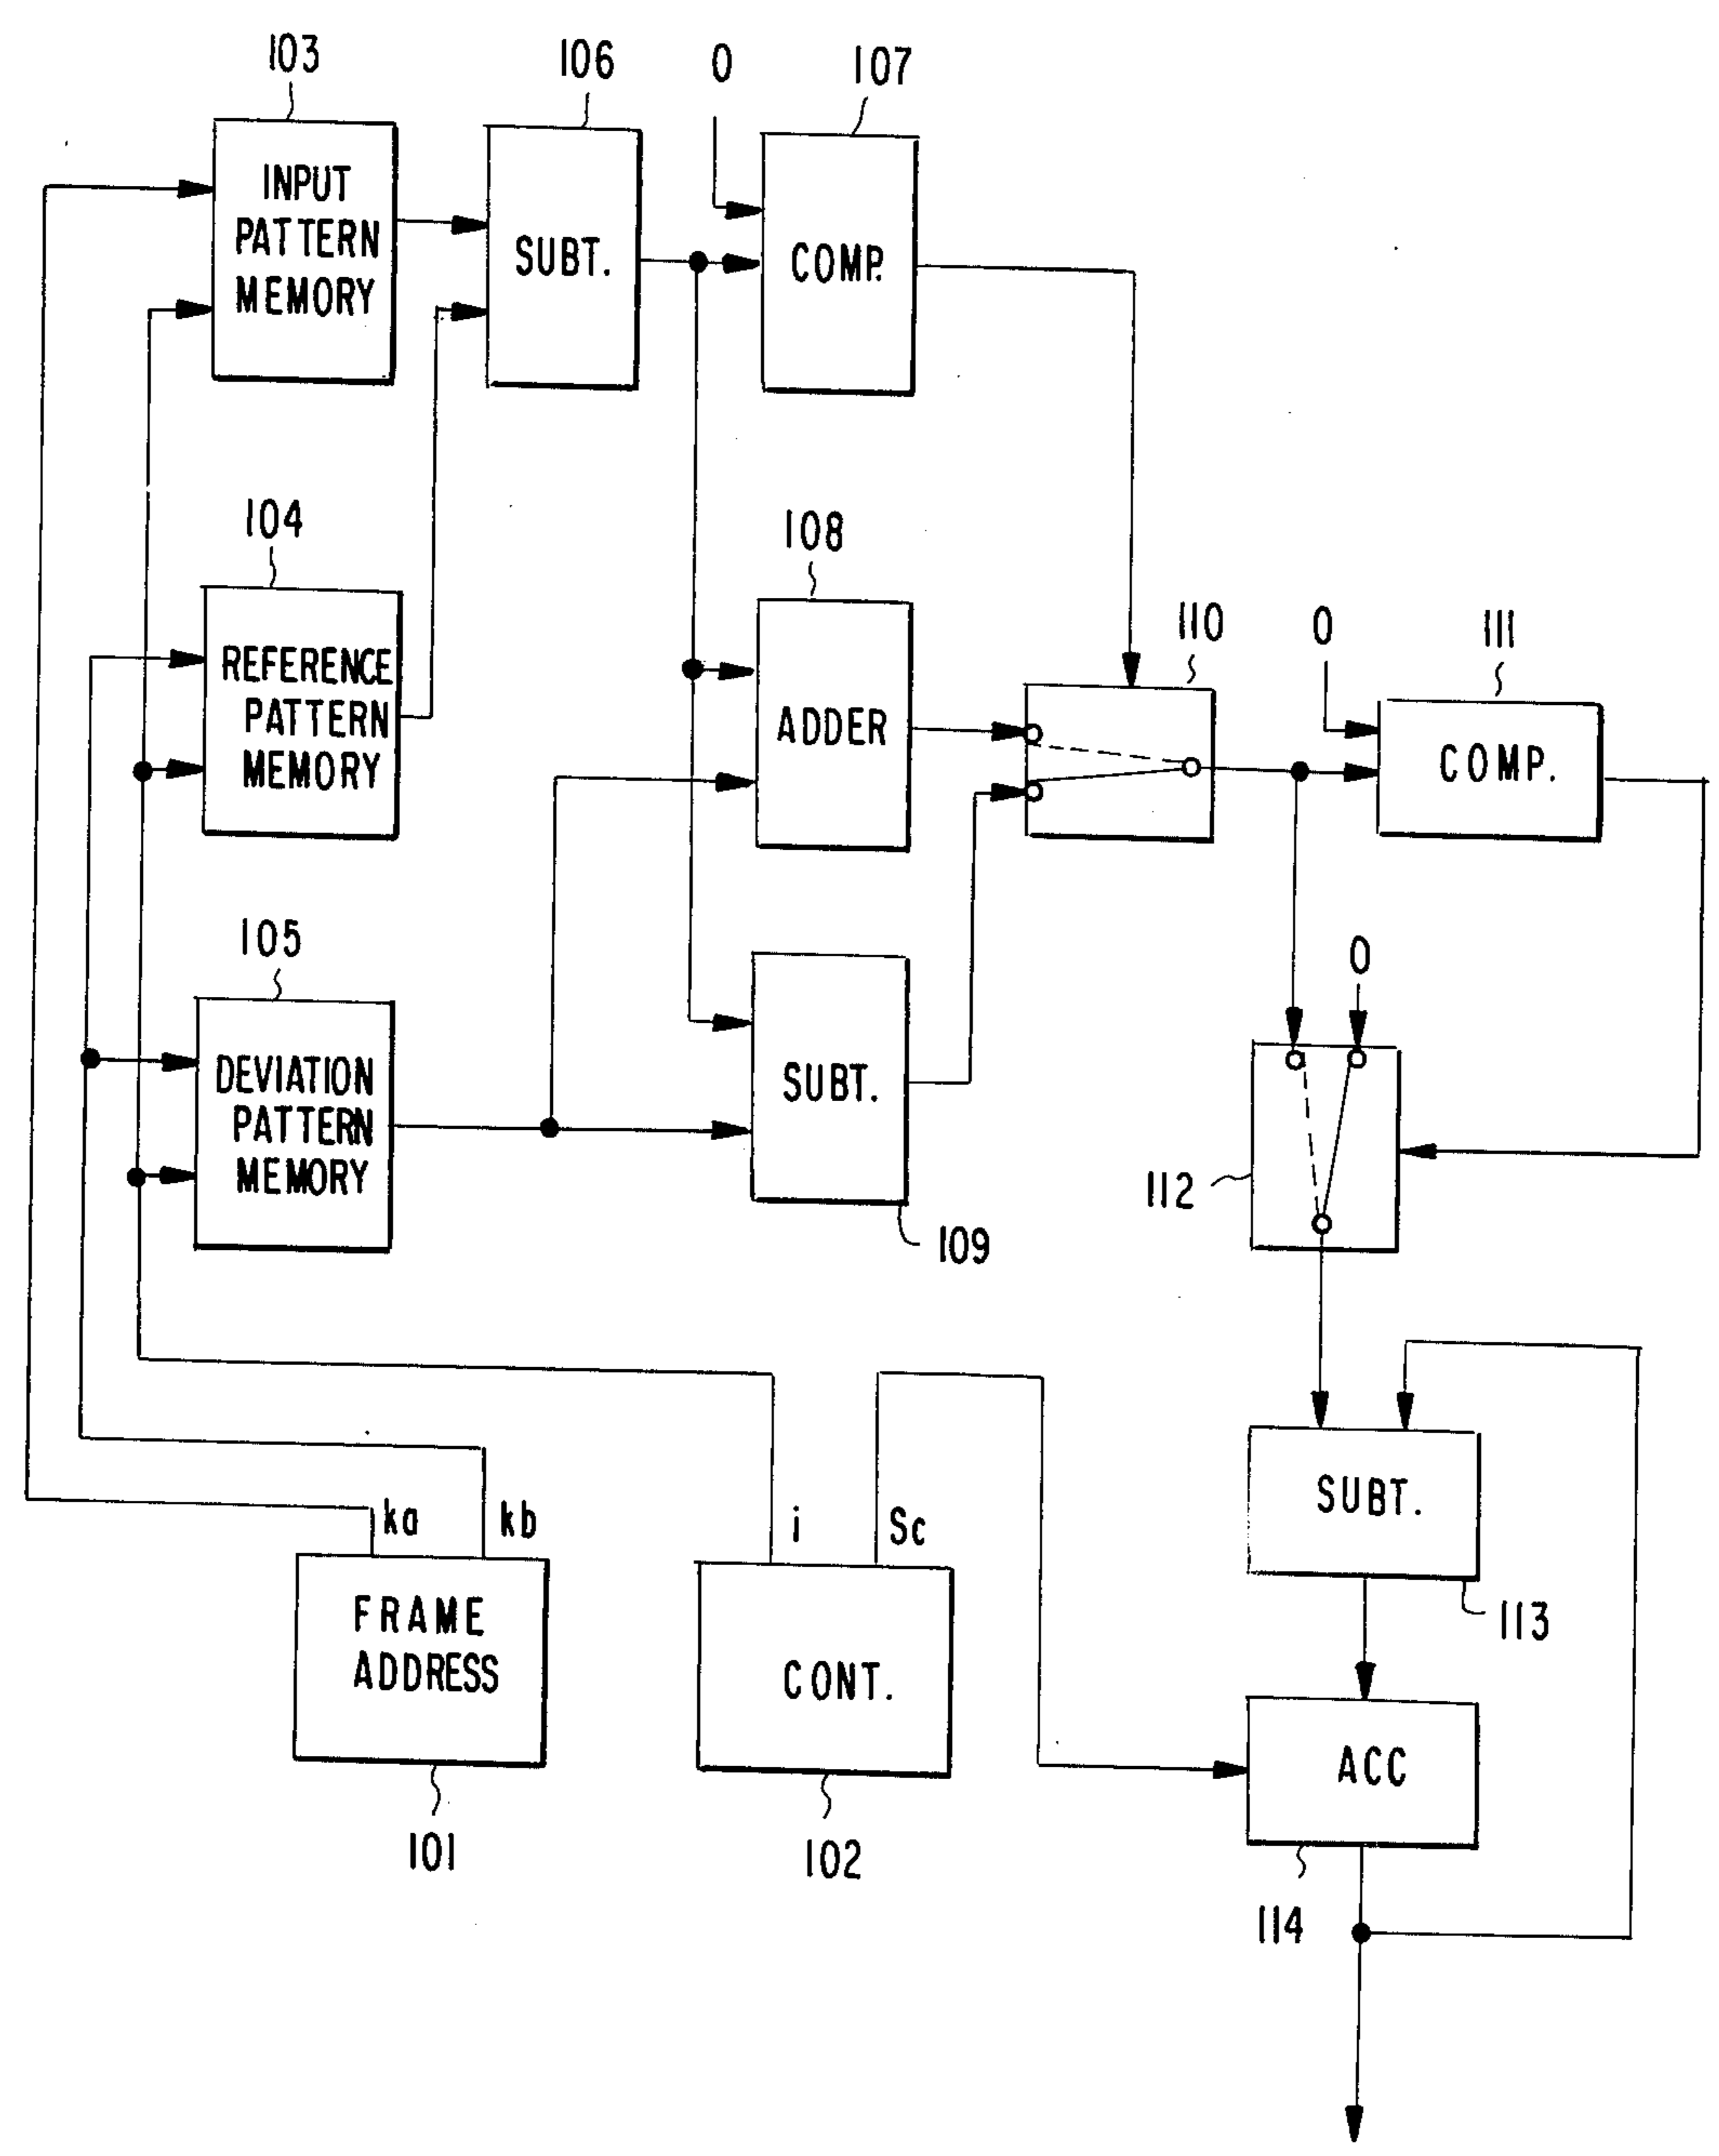 103
106
0
107
INPUT
PATTERN
MEMORY
SUBT.
COMP.
104
108
REFERENCE
PATTERN
MEMORY
ADDER
110
0
111
COMP.
105
0
DEVIATION
PATTERN
MEMORY
SUBT.
109
112
ka
kb
i
Sc
SUBT.
113
FRAME
ADDRESS
CONT.
ACC
101
102
114